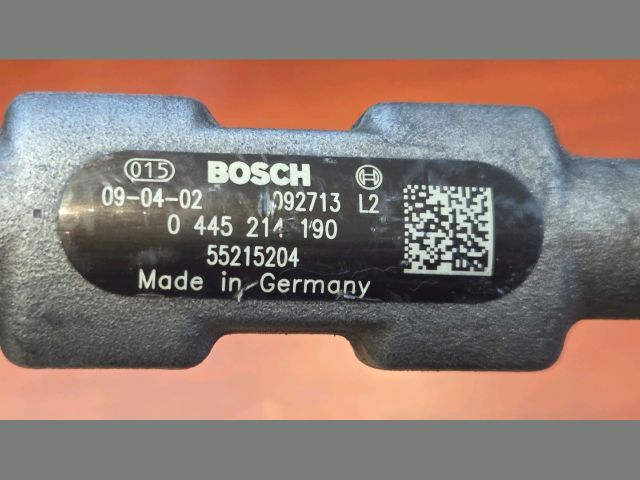 015 BOSCH
09-04-02 092713 L2
0 445 214 190
55215204
Made in Germany